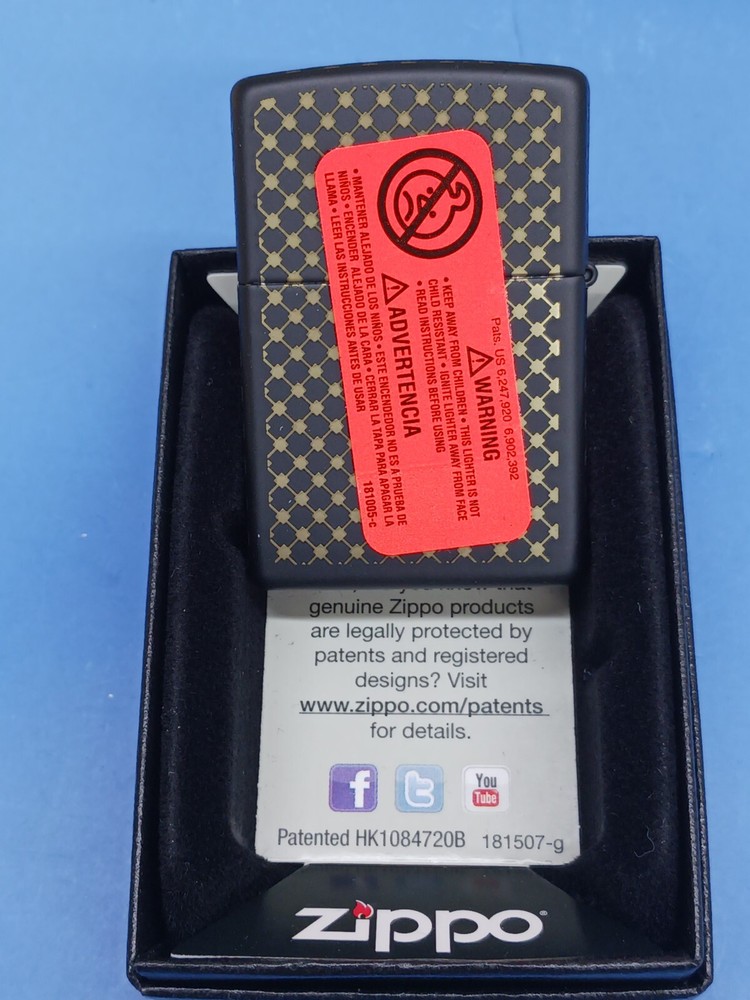 Pats. US 6,247,920 6,902,392
WARNING
• KEEP AWAY FROM CHILDREN • THIS LIGHTER IS NOT
CHILD RESISTANT • IGNITE LIGHTER AWAY FROM FACE
• READ INSTRUCTIONS BEFORE USING
ADVERTENCIA
• MANTENER ALEJADO DE LOS NIÑOS • ESTE ENCENDEDOR NO ES A PRUEBA DE
NIÑOS • ENCENDER ALEJADO DE LA CARA • CERRAR LA TAPA PARA APAGAR LA
LLAMA • LEER LAS INSTRUCCIONES ANTES DE USAR
181005-c
you know that
genuine Zippo products
are legally protected by
patents and registered
designs? Visit
www.zippo.com/patents
for details.
f t You Tube
Patented HK1084720B 181507-g
zippo